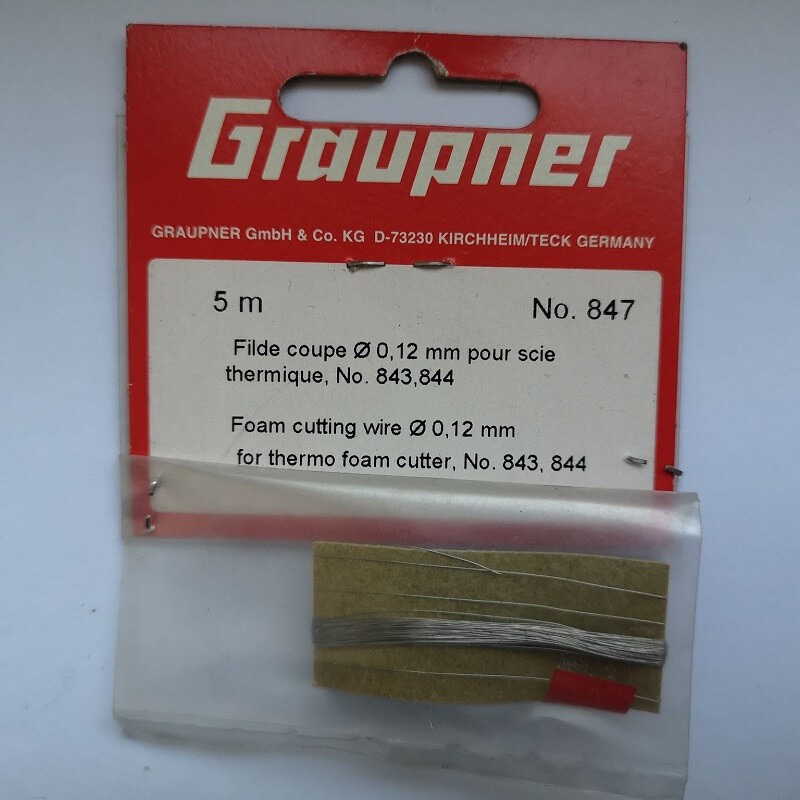 Graupner
GRAUPNER GmbH & Co. KG D-73230 KIRCHHEIM/TECK GERMANY
5 m No. 847
Filde coupe Ø 0,12 mm pour scie
thermique, No. 843,844
Foam cutting wire Ø 0,12 mm
for thermo foam cutter, No. 843, 844